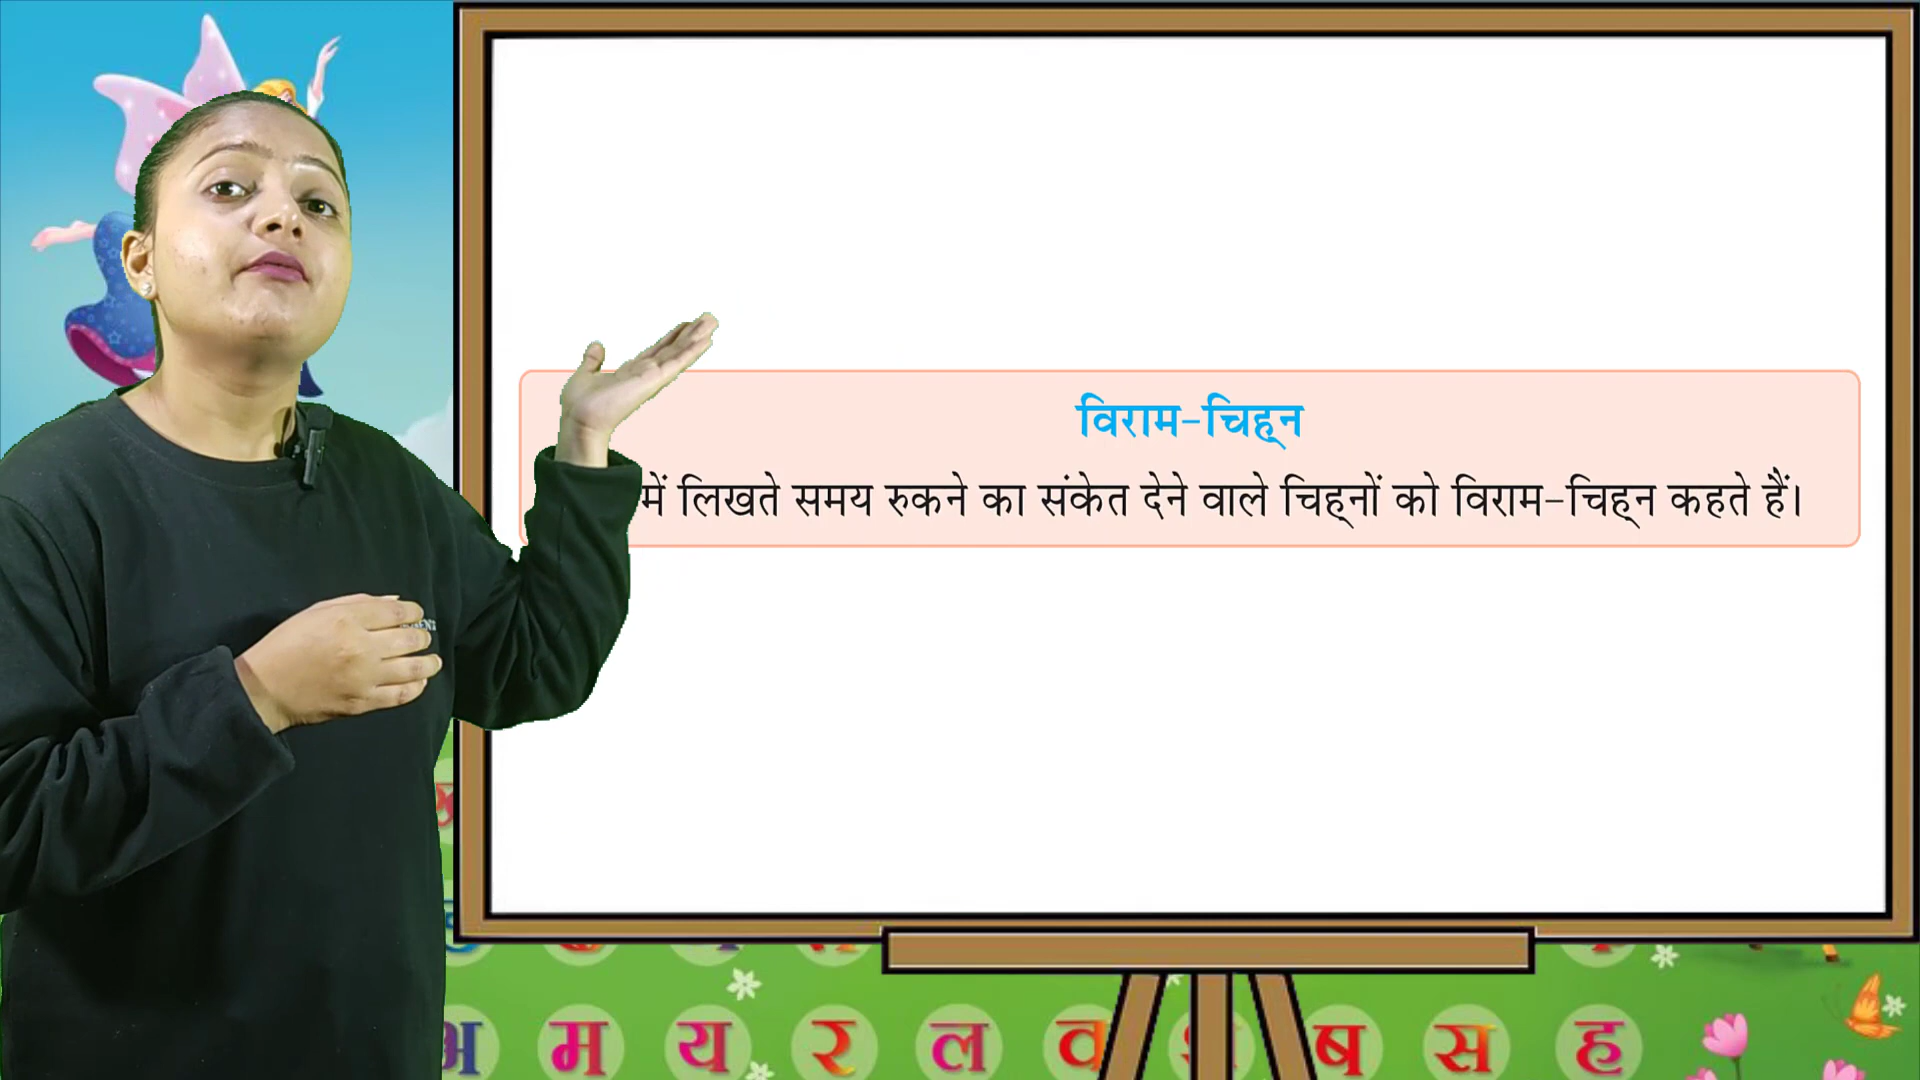 विराम-चिह्न
में लिखते समय रुकने का संकेत देने वाले चिह्नों को विराम-चिह्न कहते हैं।
म य र ल व ष स ह